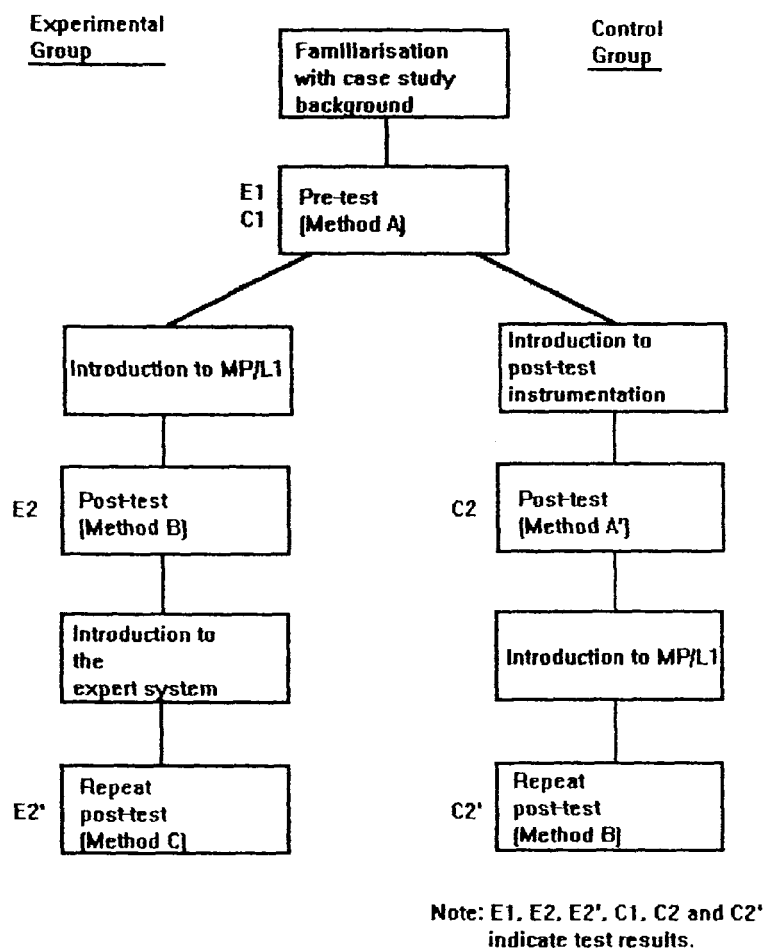 Experimental
Group
Control
Group
Familiarisation
with case study
background
E1
C1
Pre-test
(Method A)
Introduction to MP/L1
Introduction to
post-test
instrumentation
E2
Post-test
(Method B)
C2
Post-test
(Method A')
Introduction to
the
expert system
Introduction to MP/L1
E2'
Repeat
post-test
(Method C)
C2'
Repeat
post-test
(Method B)
Note: E1, E2, E2', C1, C2 and C2'
indicate test results.